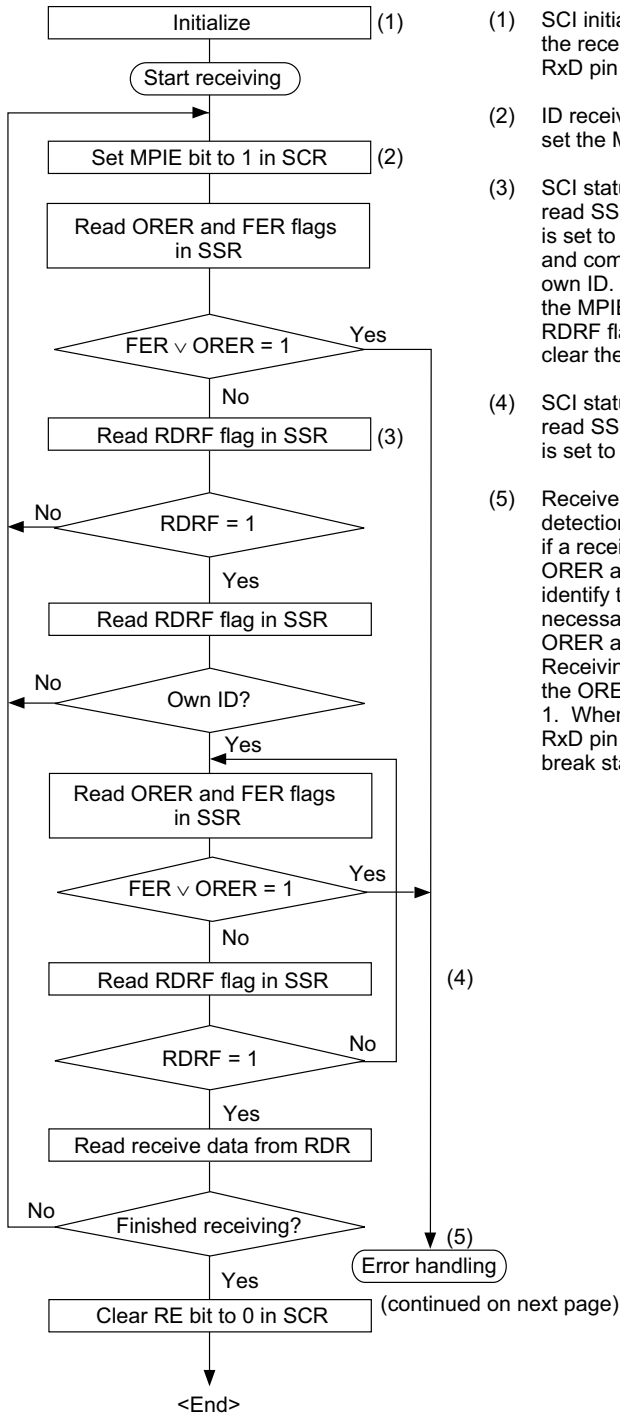 Initialize
(1)
Start receiving
Set MPIE bit to 1 in SCR
(2)
Read ORER and FER flags
in SSR
FER ∨ ORER = 1
Yes
No
Read RDRF flag in SSR
(3)
No
RDRF = 1
Yes
Read RDRF flag in SSR
No
Own ID?
Yes
Read ORER and FER flags
in SSR
FER ∨ ORER = 1
Yes
No
Read RDRF flag in SSR
(4)
RDRF = 1
No
Yes
Read receive data from RDR
No
Finished receiving?
(5)
Error handling
Yes
(continued on next page)
Clear RE bit to 0 in SCR
<End>
(1) SCI initia
the recei
RxD pin
(2) ID receiv
set the M
(3) SCI statu
read SS
is set to
and com
own ID.
the MPIE
RDRF fla
clear the
(4) SCI statu
read SS
is set to
(5) Receive
detection
if a recei
ORER a
identify t
necessa
ORER a
Receivin
the ORE
1. When
RxD pin
break sta